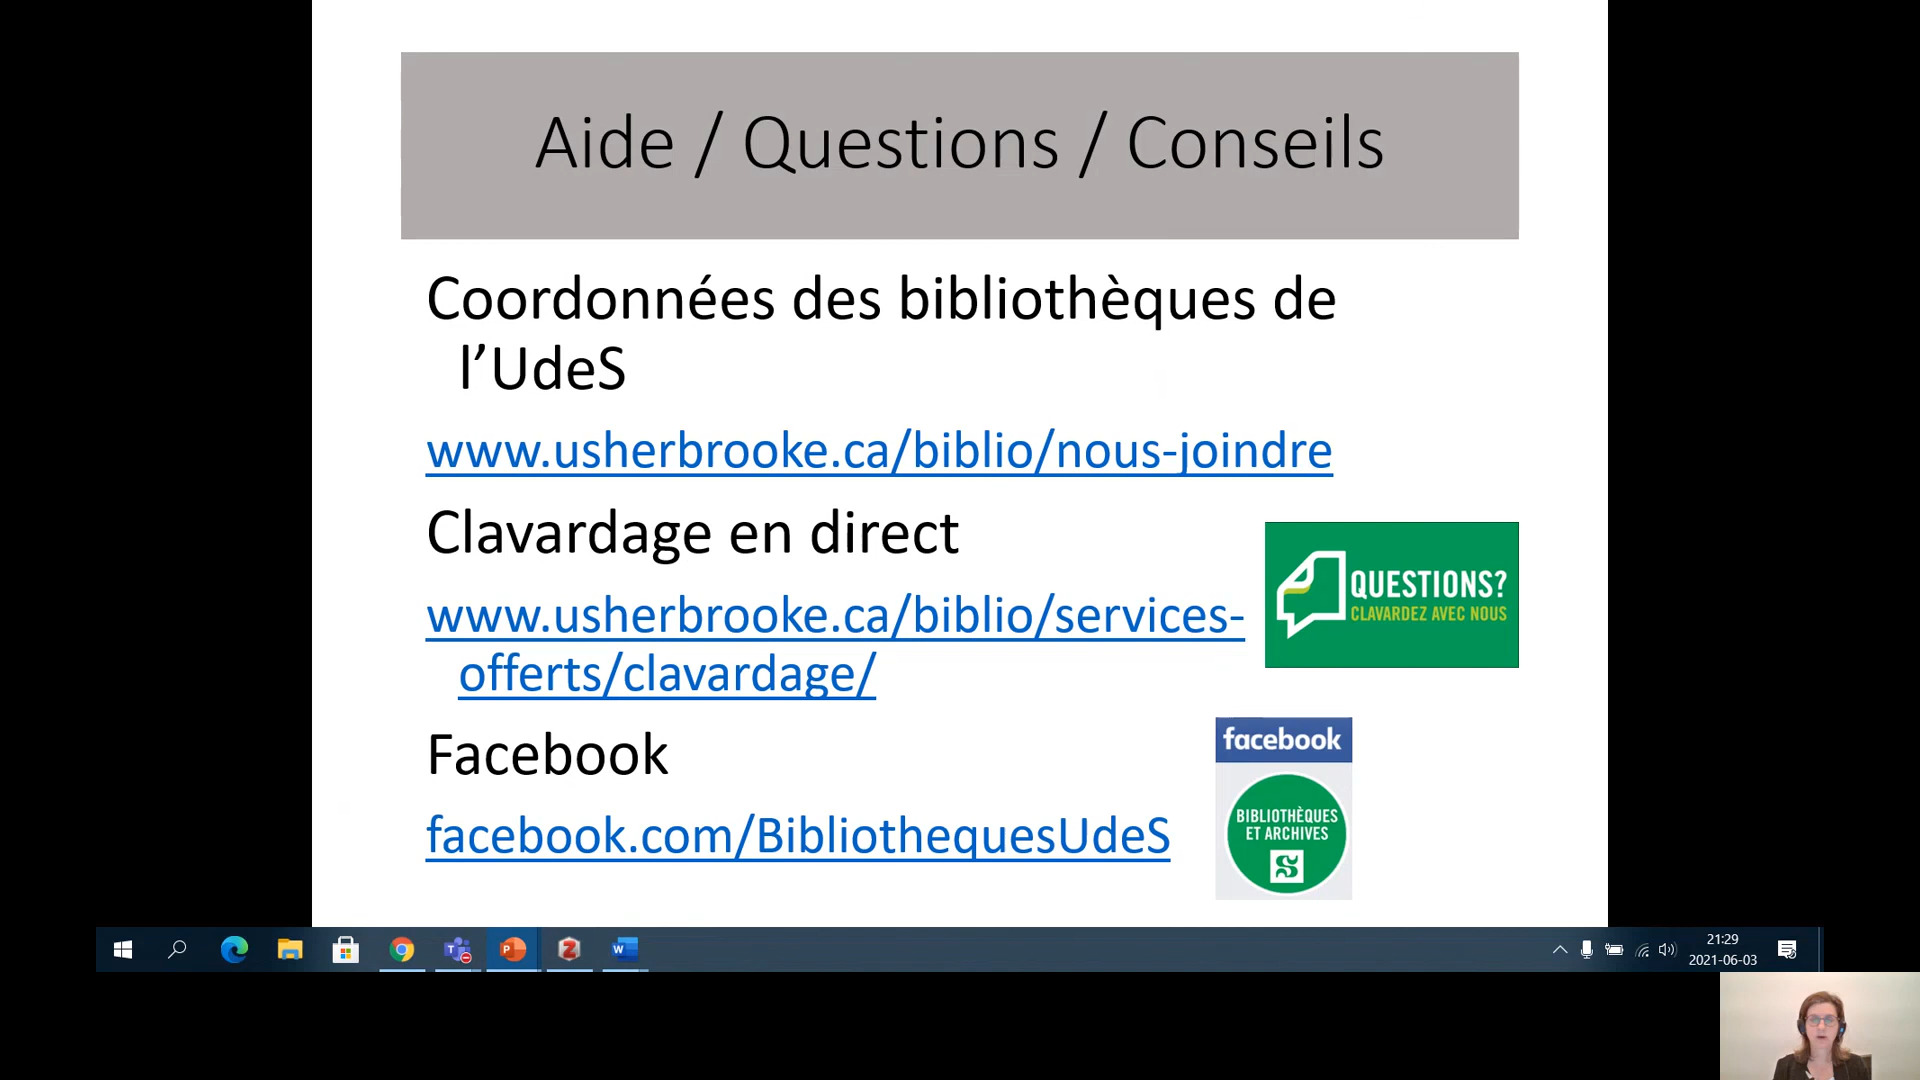 Aide / Questions / Conseils
Coordonnées des bibliothèques de
l’UdeS
www.usherbrooke.ca/biblio/nous-joindre
Clavardage en direct
www.usherbrooke.ca/biblio/services-
offerts/clavardage/
QUESTIONS?
CLAVARDEZ AVEC NOUS
Facebook
facebook.com/BibliothequesUdeS
facebook
BIBLIOTHÈQUES
ET ARCHIVES
S
T
P
Z
W
21:29
2021-06-03